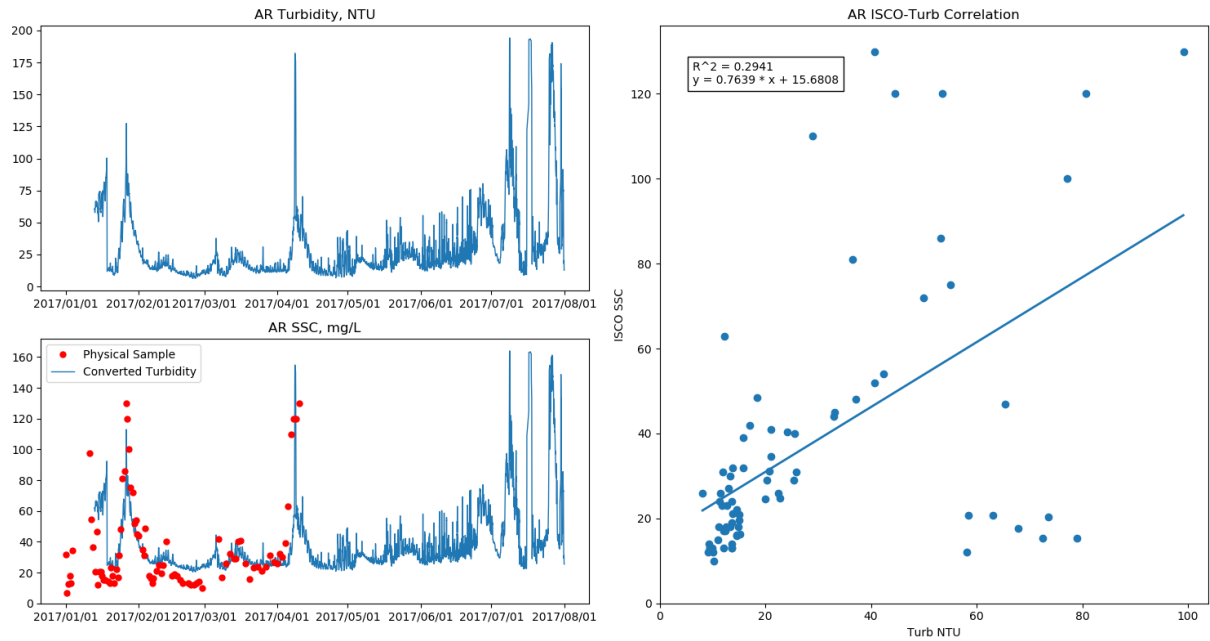 AR Turbidity, NTU
200
175
150
125
100
75
50
25
0
2017/01/01 2017/02/01 2017/03/01 2017/04/01 2017/05/01 2017/06/01 2017/07/01 2017/08/01
AR SSC, mg/L
Physical Sample
Converted Turbidity
160
140
120
100
80
60
40
20
0
2017/01/01 2017/02/01 2017/03/01 2017/04/01 2017/05/01 2017/06/01 2017/07/01 2017/08/01
AR ISCO-Turb Correlation
R^2 = 0.2941
y = 0.7639 * x + 15.6808
ISCO SSC
120
100
80
60
40
20
0
0 20 40 60 80 100
Turb NTU